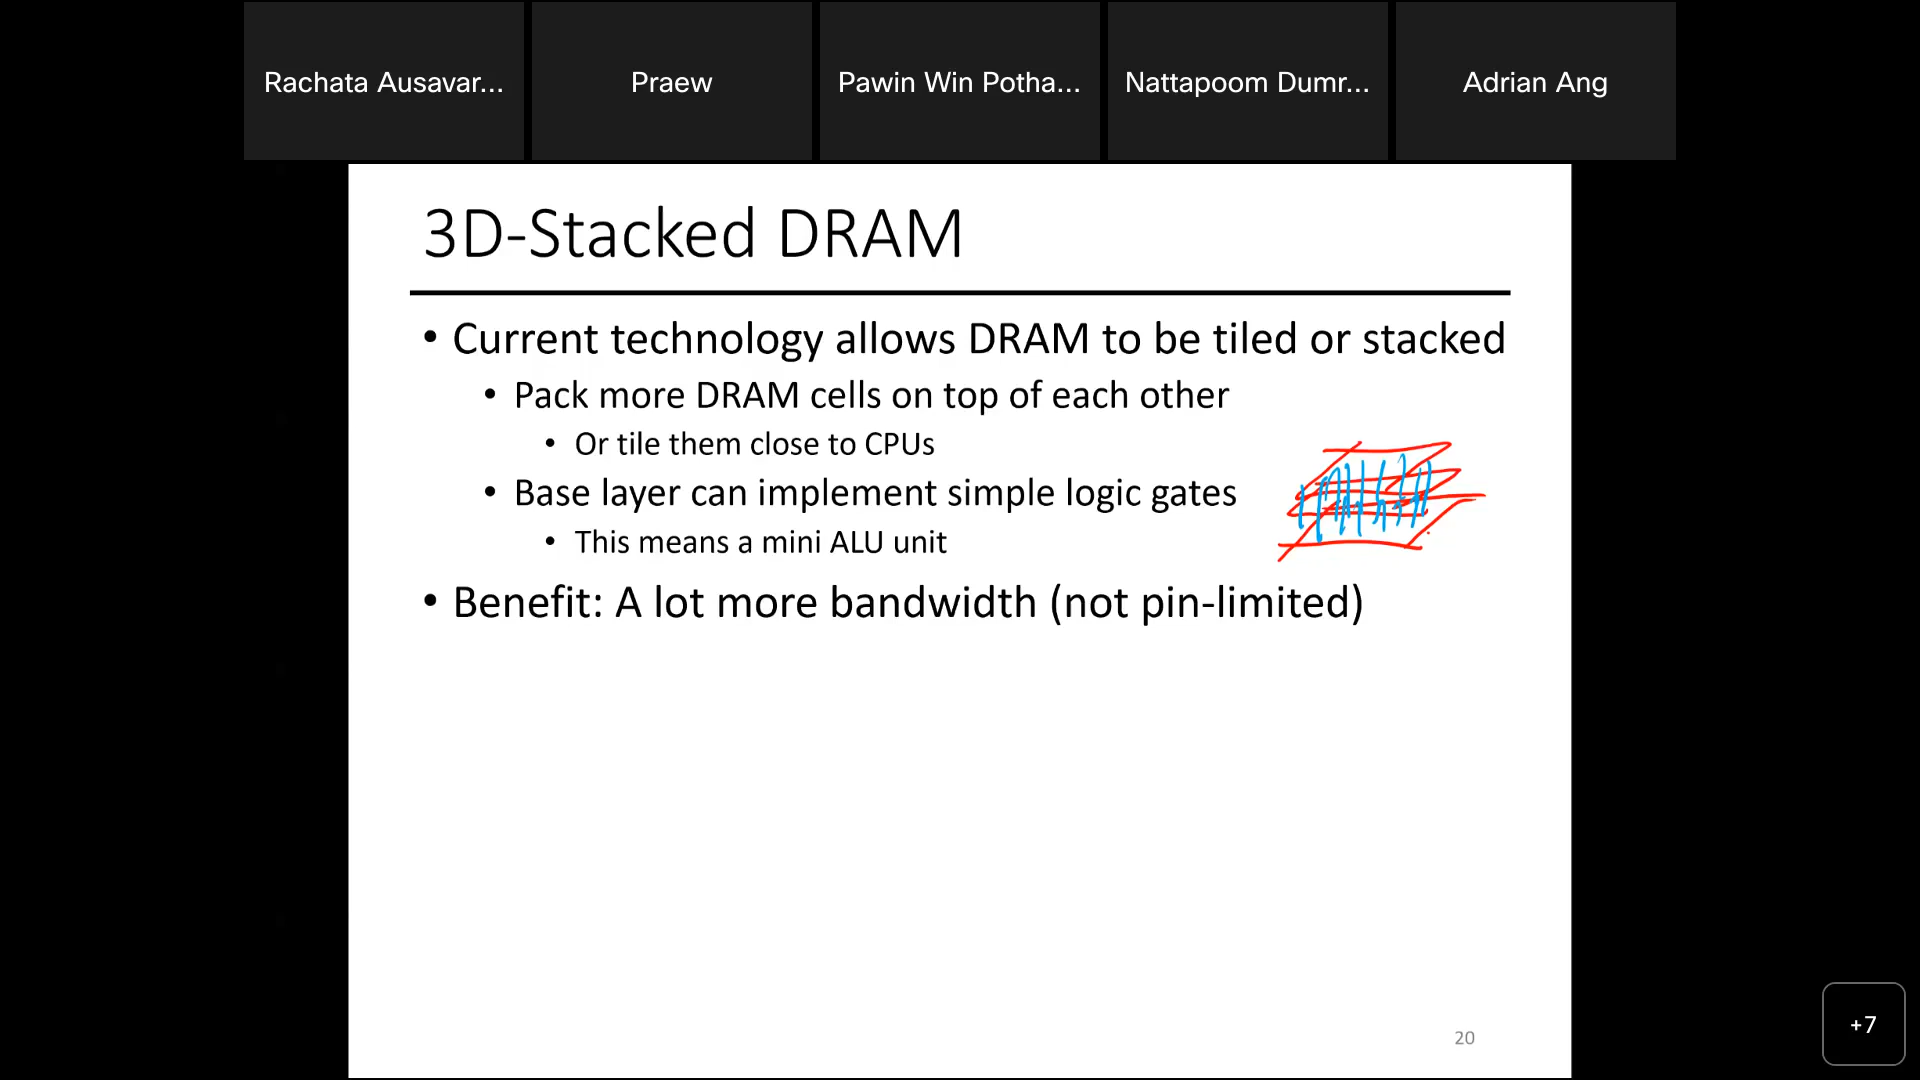 Rachata Ausavar...
Praew
Pawin Win Potha...
Nattapoom Dumr...
Adrian Ang
3D-Stacked DRAM
• Current technology allows DRAM to be tiled or stacked
• Pack more DRAM cells on top of each other
• Or tile them close to CPUs
• Base layer can implement simple logic gates
• This means a mini ALU unit
• Benefit: A lot more bandwidth (not pin-limited)
20
+7